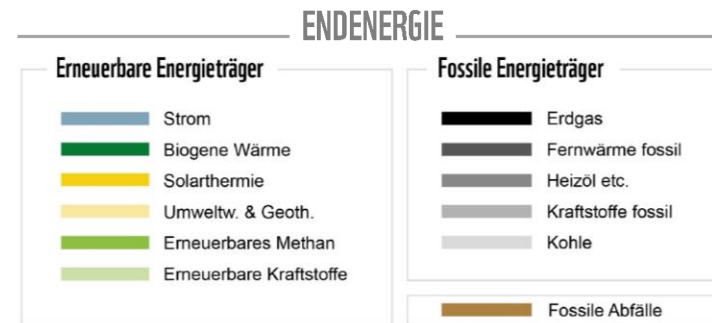 ENDENERGIE
Erneuerbare Energieträger
Strom
Biogene Wärme
Solarthermie
Umweltw. & Geoth.
Erneuerbares Methan
Erneuerbare Kraftstoffe
Fossile Energieträger
Erdgas
Fernwärme fossil
Heizöl etc.
Kraftstoffe fossil
Kohle
Fossile Abfälle